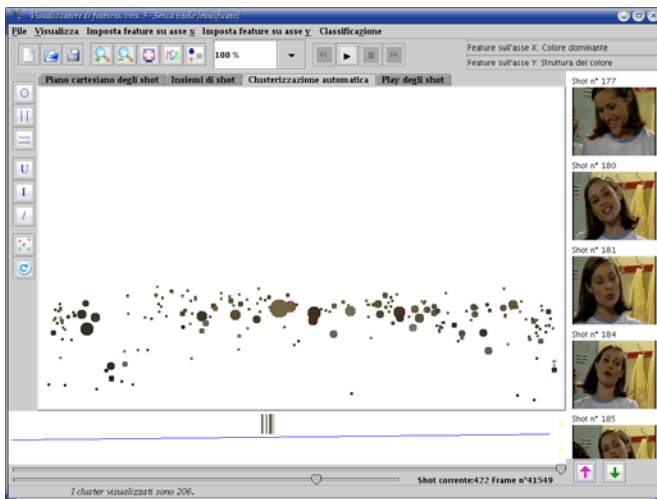 Visualizzatore di features, vers. 3 - Senza titolo [modificato]
File Visualizza Imposta feature su asse x Imposta feature su asse y Classificazione
100 %
Feature sull'asse X: Colore dominante
Feature sull'asse Y: Struttura del colore
Piano cartesiano degli shot Insiemi di shot Clusterizzazione automatica Play degli shot
Shot n° 177
Shot n° 180
Shot n° 181
Shot n° 184
Shot n° 185
U
I
/
Shot corrente:422 Frame n°41549
I cluster visualizzati sono 206.